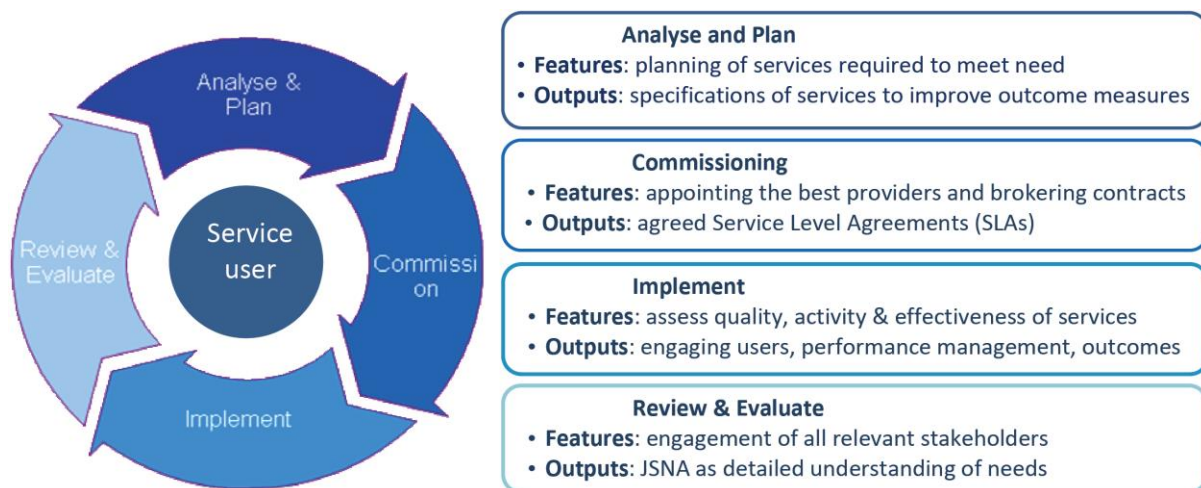 Analyse &
Plan
Commissi
on
Implement
Review &
Evaluate
Service
user
Analyse and Plan
• Features: planning of services required to meet need
• Outputs: specifications of services to improve outcome measures
Commissioning
• Features: appointing the best providers and brokering contracts
• Outputs: agreed Service Level Agreements (SLAs)
Implement
• Features: assess quality, activity & effectiveness of services
• Outputs: engaging users, performance management, outcomes
Review & Evaluate
• Features: engagement of all relevant stakeholders
• Outputs: JSNA as detailed understanding of needs